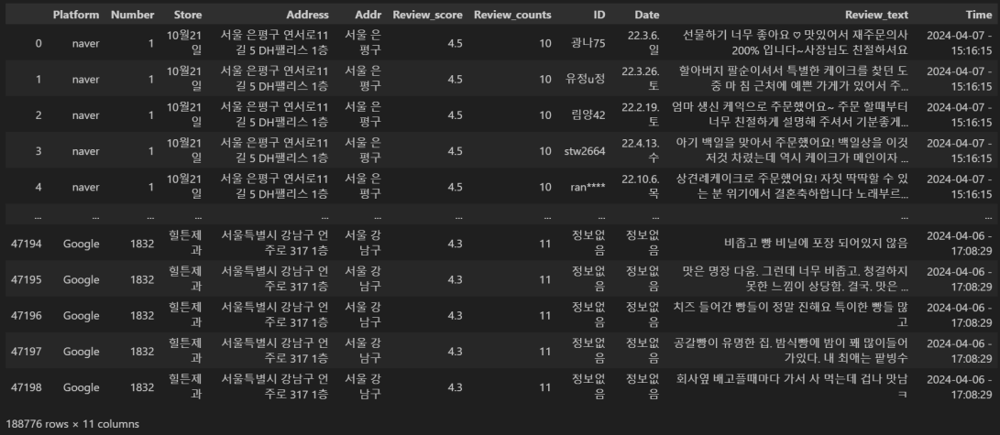 Platform Number Store Address Addr Review_score Review_counts ID Date Review_text Time
0 naver 1 10월21 서울 은평구 연서로11 서울 은 4.5 10 광나75 22.3.6. 선물하기 너무 좋아요 ♡ 맛있어서 재주문의사 2024-04-07 -
일 길 5 DH팰리스 1층 평구 일 200% 입니다~사장님도 친절하셔요 15:16:15
1 naver 1 10월21 서울 은평구 연서로11 서울 은 4.5 10 유정u정 22.3.26. 할아버지 팔순이셔서 특별한 케이크를 찾던 도 2024-04-07 -
일 길 5 DH팰리스 1층 평구 토 중 마 침 근처에 예쁜 가게가 있어서 주... 15:16:15
2 naver 1 10월21 서울 은평구 연서로11 서울 은 4.5 10 림양42 22.2.19. 엄마 생신 케익으로 주문했어요~ 주문 할때부터 2024-04-07 -
일 길 5 DH팰리스 1층 평구 토 너무 친절하게 설명해 주셔서 기분좋게... 15:16:15
3 naver 1 10월21 서울 은평구 연서로11 서울 은 4.5 10 stw2664 22.4.13. 아기 백일을 맞아서 주문했어요! 백일상을 이것 2024-04-07 -
일 길 5 DH팰리스 1층 평구 수 저것 차렸는데 역시 케이크가 메인이자 ... 15:16:15
4 naver 1 10월21 서울 은평구 연서로11 서울 은 4.5 10 ran**** 22.10.6. 상견례케이크로 주문했어요! 자칫 딱딱할 수 있 2024-04-07 -
일 길 5 DH팰리스 1층 평구 목 는 분 위기에서 결혼축하합니다 노래부르... 15:16:15
... ... ... ... ... ... ... ... ... ... ... ...
47194 Google 1832 힐튼제 서울특별시 강남구 언 서울 강 4.3 11 정보없 정보없 비좁고 빵 비닐에 포장 되어있지 않음 2024-04-06 -
과 주로 317 1층 남구 음 음 17:08:29
47195 Google 1832 힐튼제 서울특별시 강남구 언 서울 강 4.3 11 정보없 정보없 맛은 명장 다움. 그런데 너무 비좁고. 청결하지 2024-04-06 -
과 주로 317 1층 남구 음 음 못한 느낌이 상당함. 결국. 맛은 ... 17:08:29
47196 Google 1832 힐튼제 서울특별시 강남구 언 서울 강 4.3 11 정보없 정보없 치즈 들어간 빵들이 정말 진해요 특이한 빵들 많 2024-04-06 -
과 주로 317 1층 남구 음 음 고 17:08:29
47197 Google 1832 힐튼제 서울특별시 강남구 언 서울 강 4.3 11 정보없 정보없 공갈빵이 유명한 집. 밤식빵에 밤이 꽤 많이들어 2024-04-06 -
과 주로 317 1층 남구 음 음 가있다. 내 최애는 팥빙수 17:08:29
47198 Google 1832 힐튼제 서울특별시 강남구 언 서울 강 4.3 11 정보없 정보없 회사옆 배고플때마다 가서 사 먹는데 겁나 맛남 2024-04-06 -
과 주로 317 1층 남구 음 음 ㅋ 17:08:29
188776 rows × 11 columns